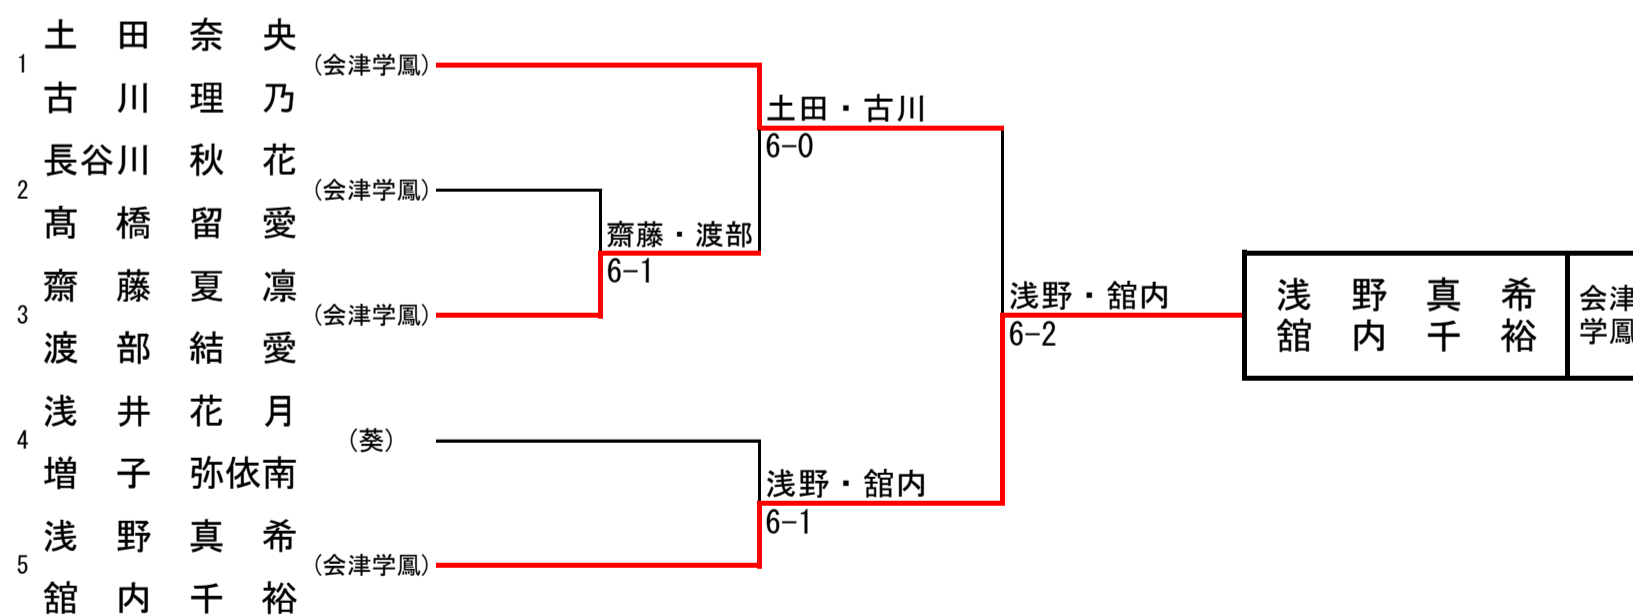 土田奈央
1 (会津学鳳)
古川理乃
土田・古川
6-0
長谷川秋花
2 (会津学鳳)
髙橋留愛
齋藤・渡部
6-1
齋藤夏凛
3 (会津学鳳)
渡部結愛
浅野・舘内
6-2
浅野真希
舘内千裕
会津
学鳳
浅井花月
4 (葵)
増子弥依南
浅野・舘内
6-1
浅野真希
5 (会津学鳳)
舘内千裕